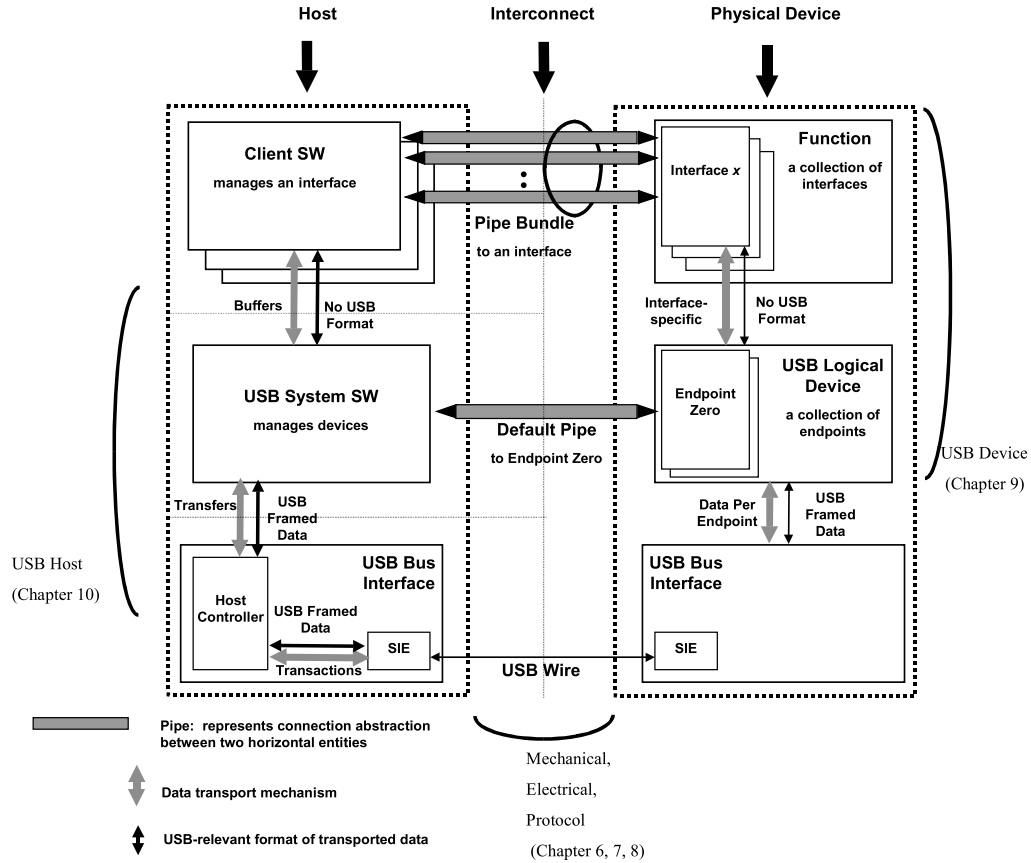 Host
Interconnect
Physical Device
Client SW
manages an interface
Interface x
Function
a collection of
interfaces
:
Pipe Bundle
to an interface
Buffers
No USB
Format
Interface-
specific
No USB
Format
USB System SW
manages devices
Default Pipe
to Endpoint Zero
Endpoint
Zero
USB Logical
Device
a collection of
endpoints
USB Device
(Chapter 9)
Transfers
USB
Framed
Data
Data Per
Endpoint
USB
Framed
Data
USB Host
(Chapter 10)
USB Bus
Interface
Host
Controller
USB Framed
Data
SIE
Transactions
USB Wire
USB Bus
Interface
SIE
Pipe: represents connection abstraction
between two horizontal entities
Data transport mechanism
USB-relevant format of transported data
Mechanical,
Electrical,
Protocol
(Chapter 6, 7, 8)